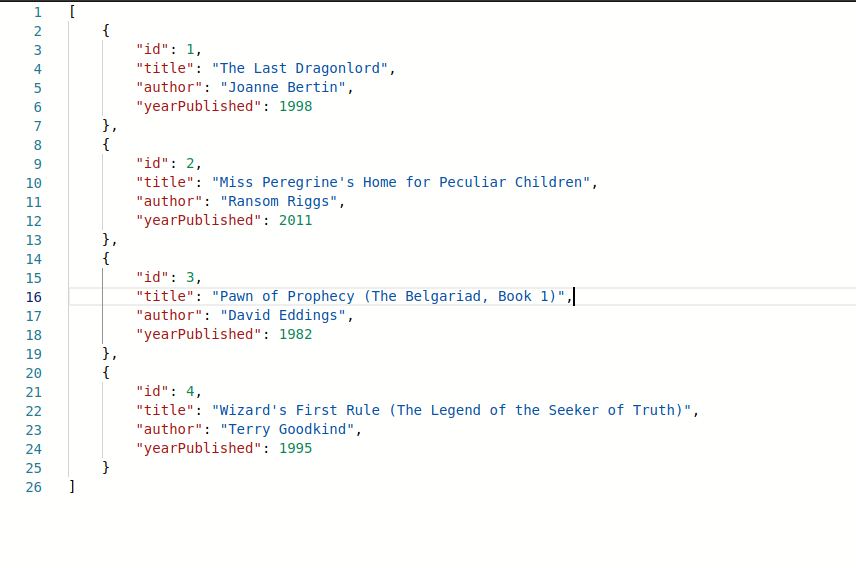 1 [
2     {
3         "id": 1,
4         "title": "The Last Dragonlord",
5         "author": "Joanne Bertin",
6         "yearPublished": 1998
7     },
8     {
9         "id": 2,
10         "title": "Miss Peregrine's Home for Peculiar Children",
11         "author": "Ransom Riggs",
12         "yearPublished": 2011
13     },
14     {
15         "id": 3,
16         "title": "Pawn of Prophecy (The Belgariad, Book 1)",
17         "author": "David Eddings",
18         "yearPublished": 1982
19     },
20     {
21         "id": 4,
22         "title": "Wizard's First Rule (The Legend of the Seeker of Truth)",
23         "author": "Terry Goodkind",
24         "yearPublished": 1995
25     }
26 ]